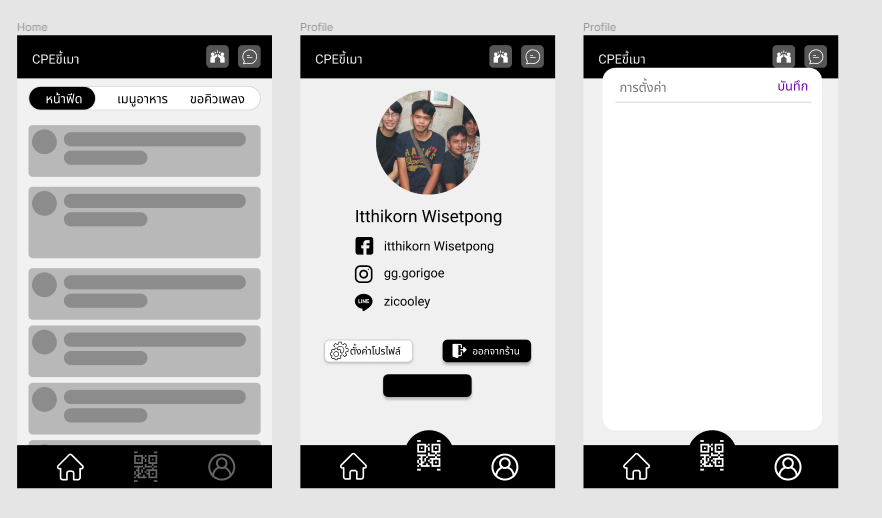 Home
CPEขี้เมา
หน้าฟีด เมนูอาหาร ขอคิวเพลง
Profile
CPEขี้เมา
Itthikorn Wisetpong
itthikorn Wisetpong
gg.gorigoe
LINE zicooley
ตั้งค่าโปรไฟล์ ออกจากร้าน
Profile
CPEขี้เมา
การตั้งค่า บันทึก